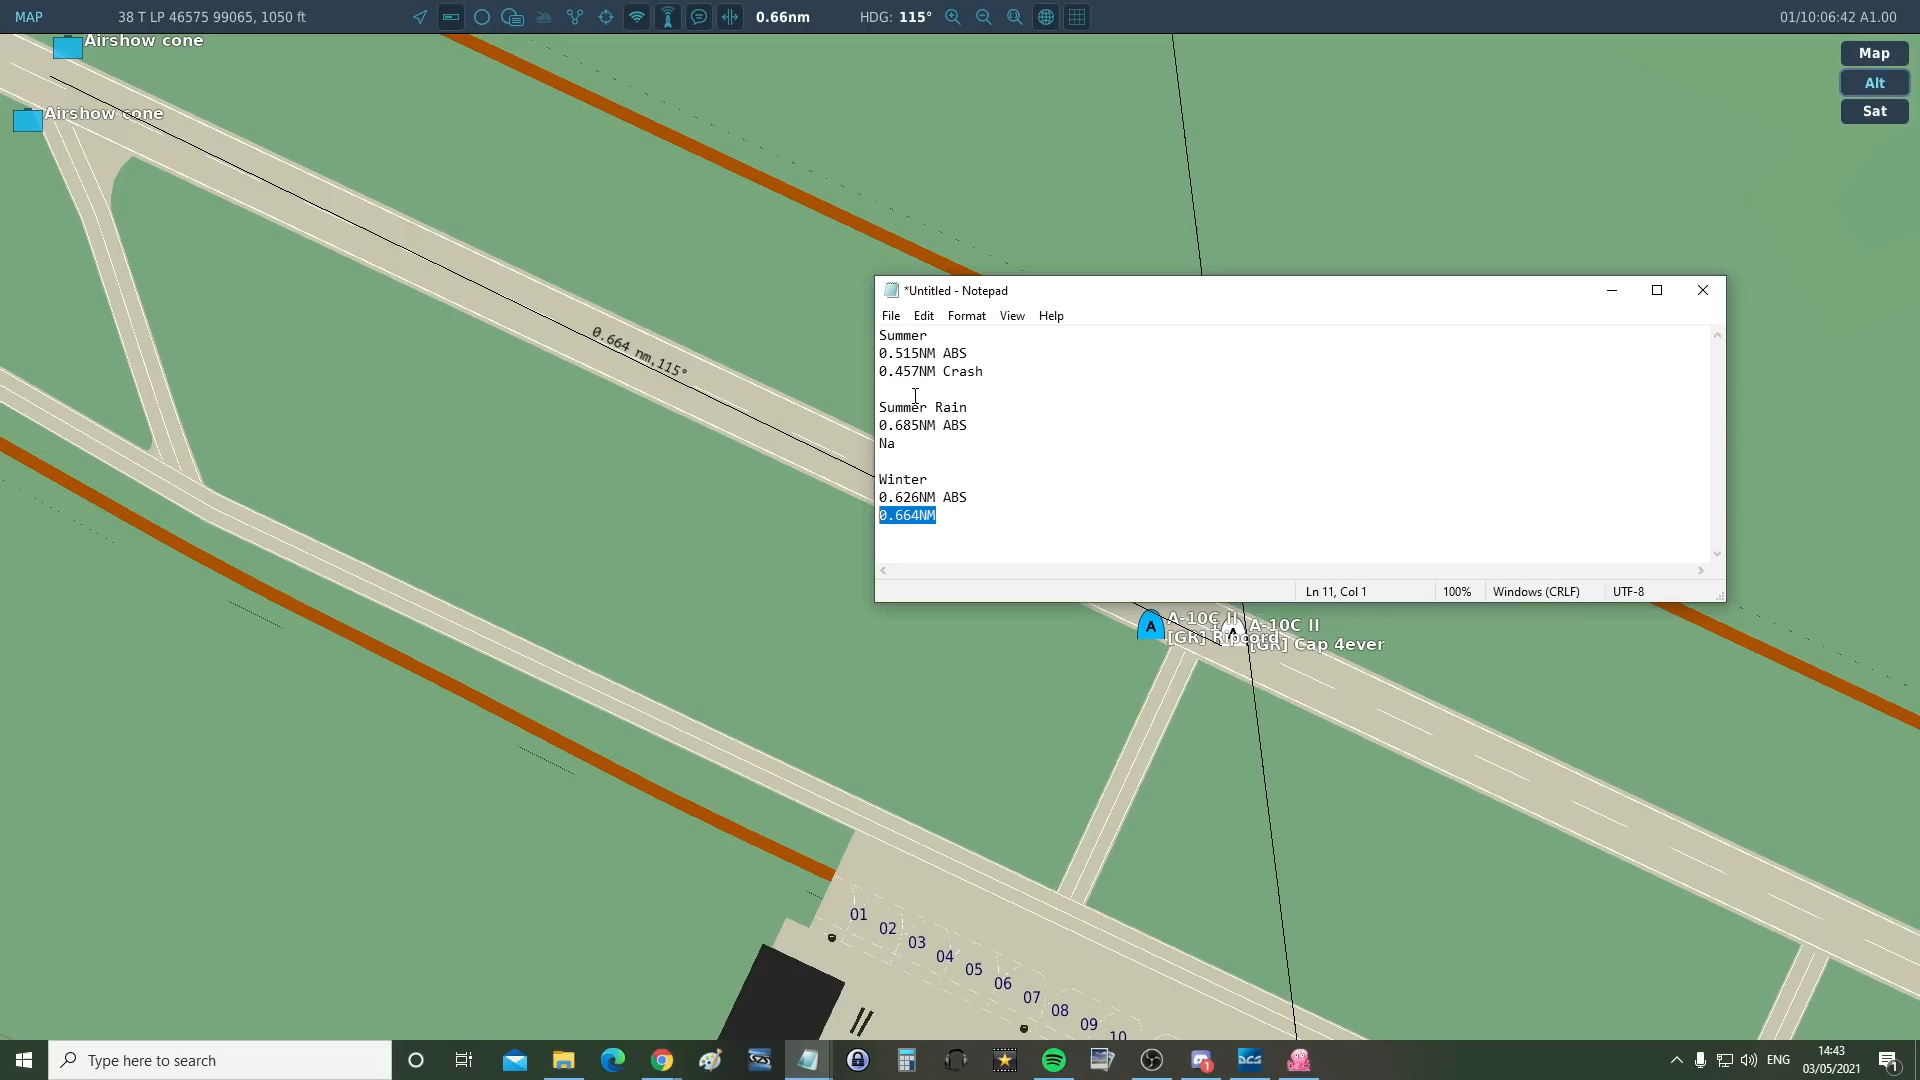 MAP
38 T LP 46575 99065, 1050 ft
0.66nm
HDG: 115°
01/10:06:42 A1.00
Airshow cone
Map
Alt
Sat
Airshow cone
0.664 nm,115°
*Untitled - Notepad
File Edit Format View Help
Summer
0.515NM ABS
0.457NM Crash
Summer Rain
0.685NM ABS
Na
Winter
0.626NM ABS
0.664NM
Ln 11, Col 1
100%
Windows (CRLF)
UTF-8
A-10C II
[GR] Ripcord
A-10C II
[GR] Cap 4ever
01
02
03
04
05
06
07
08
09
10
Type here to search
DCS
ENG
14:43
03/05/2021